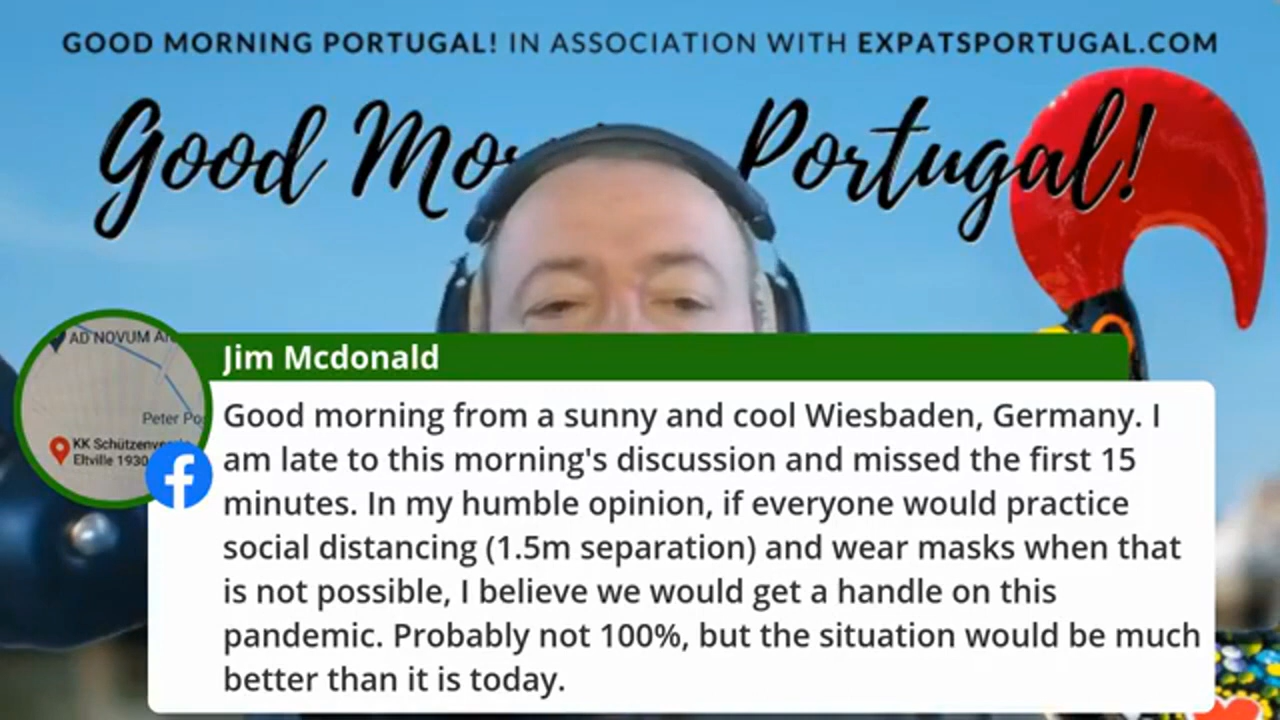 GOOD MORNING PORTUGAL! IN ASSOCIATION WITH EXPATSPORTUGAL.COM
Good Mo Portugal!
AD NOVUM
Peter Po
KK Schützenver
Eltville 1930
Jim Mcdonald
Good morning from a sunny and cool Wiesbaden, Germany. I
am late to this morning's discussion and missed the first 15
minutes. In my humble opinion, if everyone would practice
social distancing (1.5m separation) and wear masks when that
is not possible, I believe we would get a handle on this
pandemic. Probably not 100%, but the situation would be much
better than it is today.